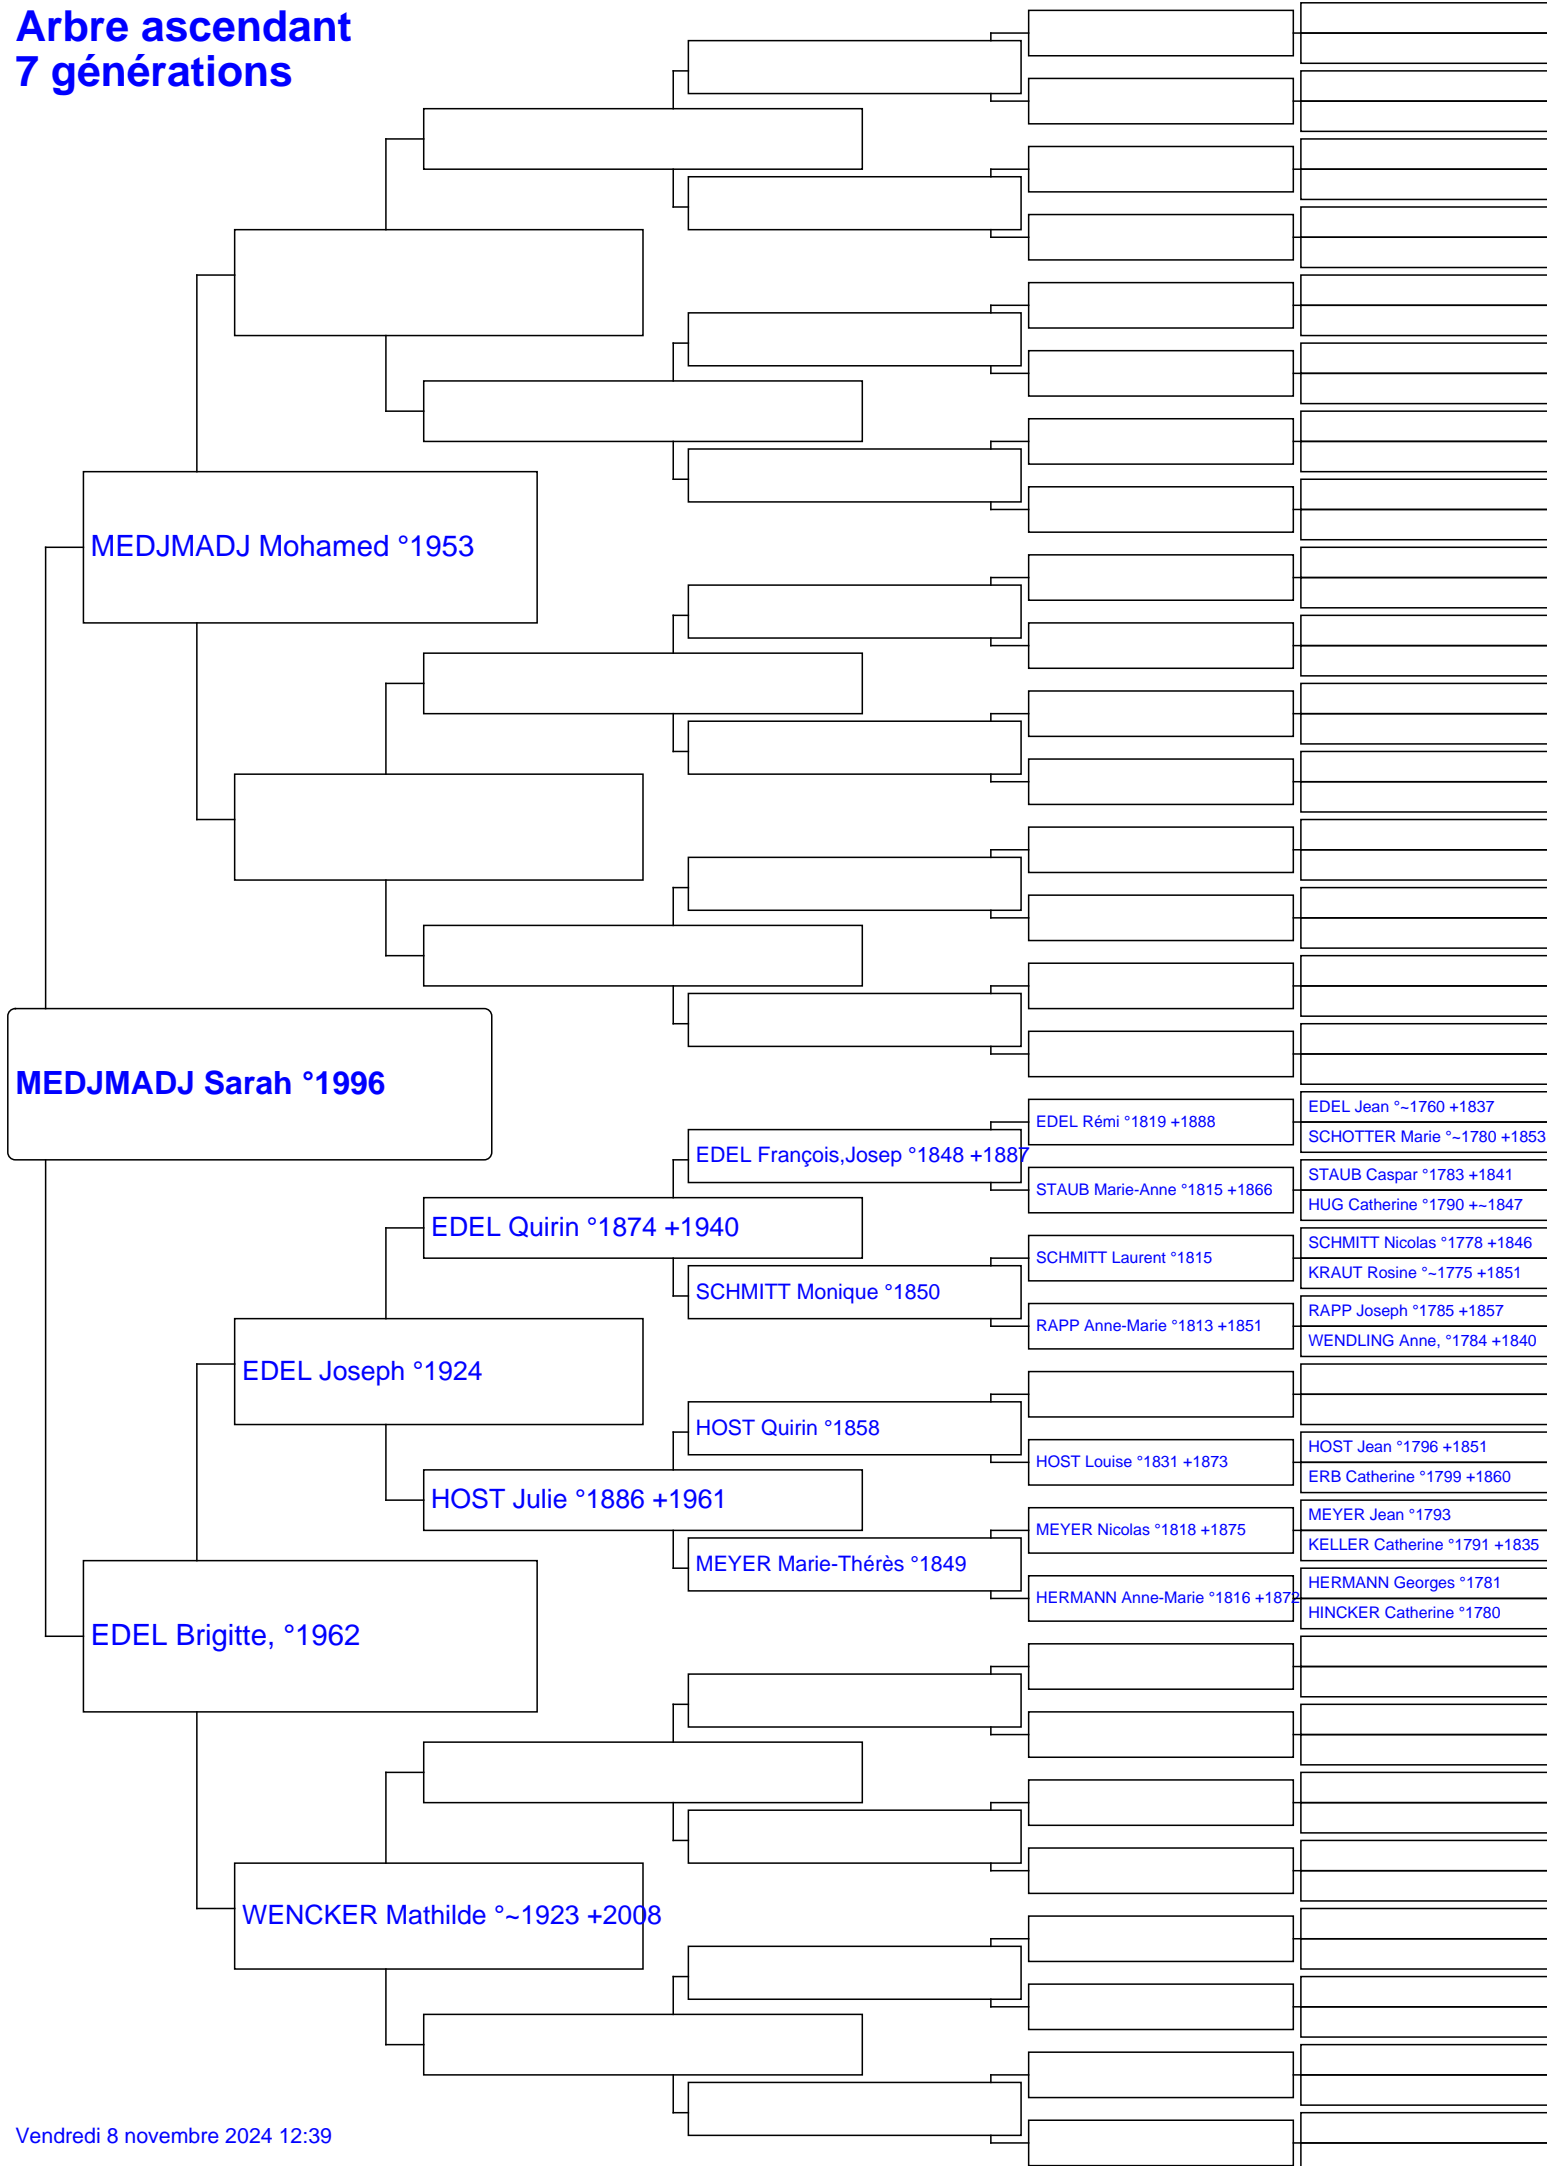 Arbre ascendant
7 générations
MEDJMADJ Mohamed °1953
MEDJMADJ Sarah °1996
EDEL Jean °~1760 +1837
EDEL Rémi °1819 +1888
SCHOTTER Marie °~1780 +1853
EDEL François,Josep °1848 +1887
STAUB Caspar °1783 +1841
STAUB Marie-Anne °1815 +1866
HUG Catherine °1790 +~1847
EDEL Quirin °1874 +1940
SCHMITT Nicolas °1778 +1846
SCHMITT Laurent °1815
KRAUT Rosine °~1775 +1851
SCHMITT Monique °1850
RAPP Joseph °1785 +1857
RAPP Anne-Marie °1813 +1851
WENDLING Anne, °1784 +1840
EDEL Joseph °1924
HOST Quirin °1858
HOST Jean °1796 +1851
HOST Louise °1831 +1873
ERB Catherine °1799 +1860
HOST Julie °1886 +1961
MEYER Jean °1793
MEYER Nicolas °1818 +1875
KELLER Catherine °1791 +1835
MEYER Marie-Thérès °1849
HERMANN Georges °1781
HERMANN Anne-Marie °1816 +1872
HINCKER Catherine °1780
EDEL Brigitte, °1962
WENCKER Mathilde °~1923 +2008
Vendredi 8 novembre 2024 12:39